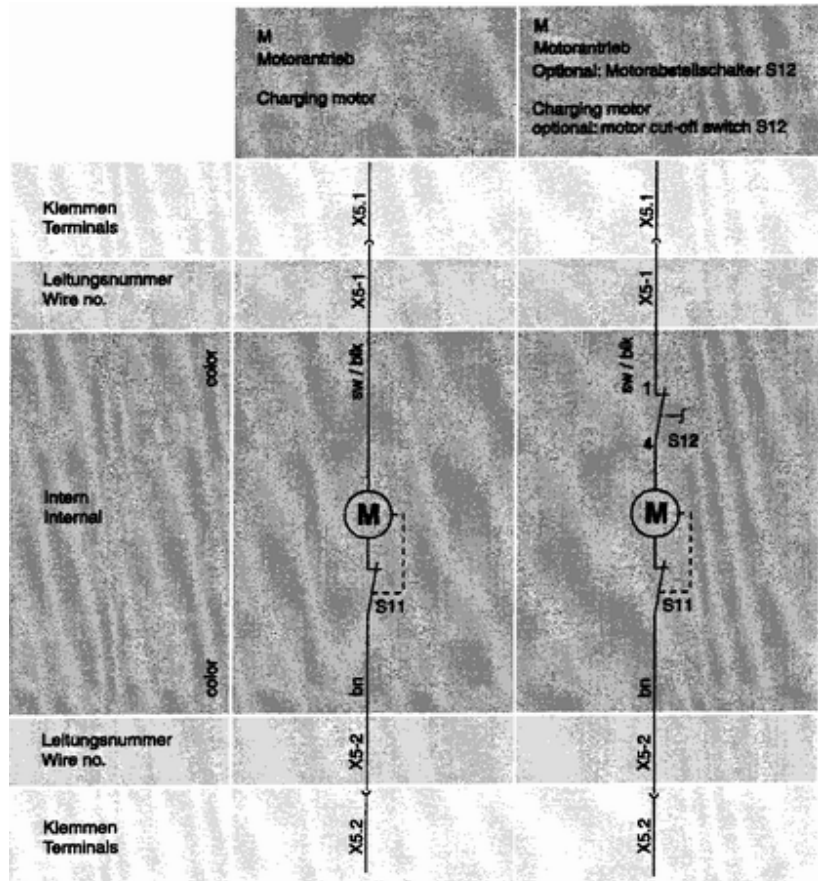 M
Motorantrieb
Charging motor
M
Motorantrieb
Optional: Motorabstellschalter S12
Charging motor
optional: motor cut-off switch S12
Klemmen
Terminals
X5.1
X5.1
Leitungsnummer
Wire no.
X5-1
X5-1
color
sw / blk
sw / blk
1
4
S12
Intern
Internal
M
M
S11
S11
color
bn
bn
Leitungsnummer
Wire no.
X5-2
X5-2
Klemmen
Terminals
X5.2
X5.2